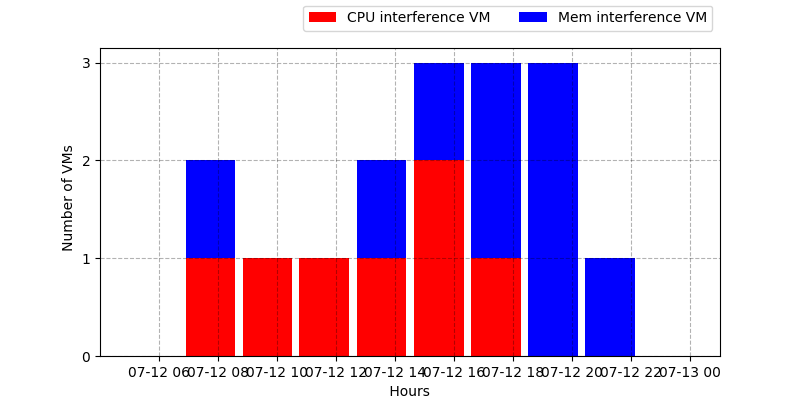 CPU interference VM Mem interference VM
3
2
1
0
Number of VMs
07-12 06 07-12 08 07-12 10 07-12 12 07-12 14 07-12 16 07-12 18 07-12 20 07-12 22 07-13 00
Hours